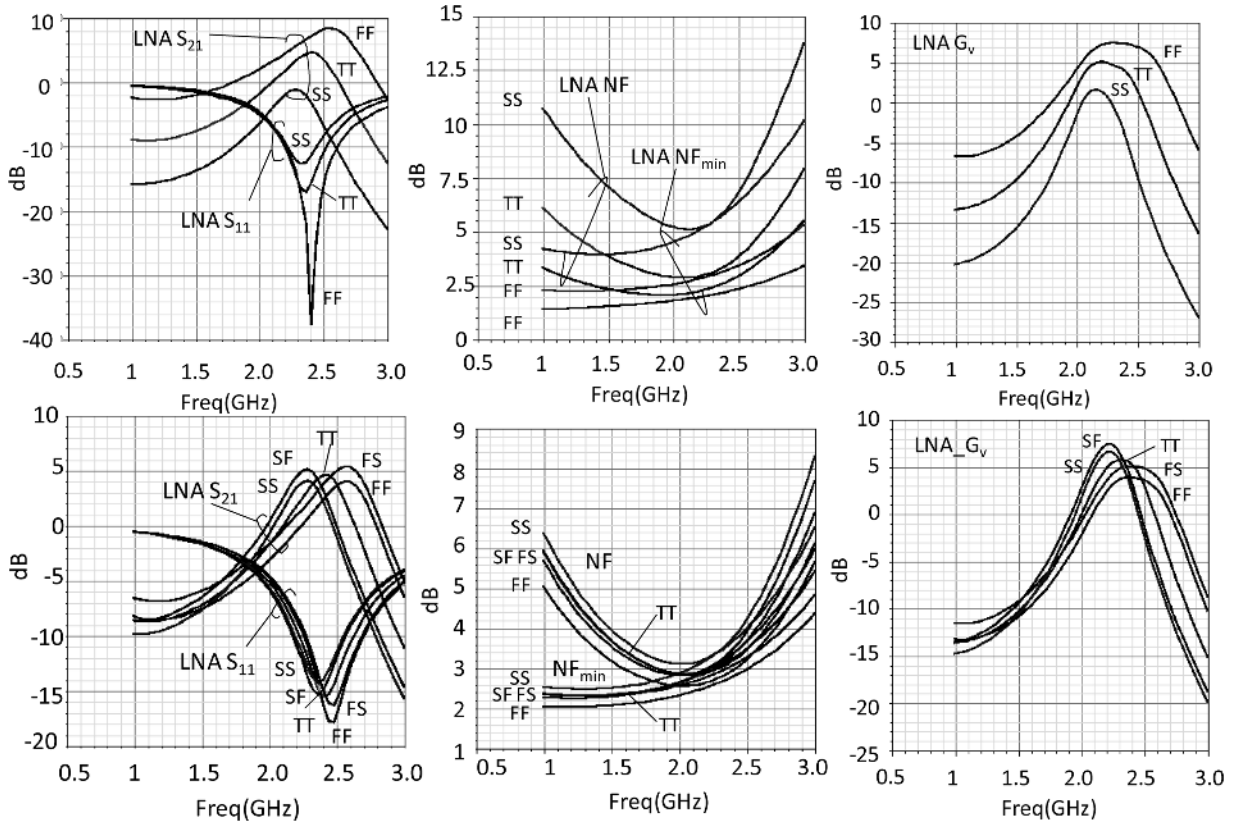 10
0
-10
-20
-30
-40
dB
LNA S21
FF
TT
SS
SS
LNA S11
TT
FF
0.5 1 1.5 2.0 2.5 3.0
Freq(GHz)
15
12.5
10
7.5
5
2.5
0
dB
SS
LNA NF
LNA NFmin
TT
SS
TT
FF
FF
0.5 1 1.5 2.0 2.5 3.0
Freq(GHz)
10
5
0
-5
-10
-15
-20
-25
-30
dB
LNA Gv
FF
TT
SS
0.5 1 1.5 2.0 2.5 3.0
Freq(GHz)
10
5
0
-5
-10
-15
-20
dB
TT
SF
FS
SS
FF
LNA S21
LNA S11
SS
SF
TT
FS
FF
0.5 1 1.5 2.0 2.5 3.0
Freq(GHz)
9
8
7
6
5
4
3
2
1
dB
SS
NF
SF FS
FF
TT
NFmin
SS
SF FS
FF
TT
0.5 1 1.5 2.0 2.5 3.0
Freq(GHz)
10
5
0
-5
-10
-15
-20
-25
dB
LNA_Gv
SF
TT
SS
FS
FF
0.5 1 1.5 2.0 2.5 3.0
Freq(GHz)